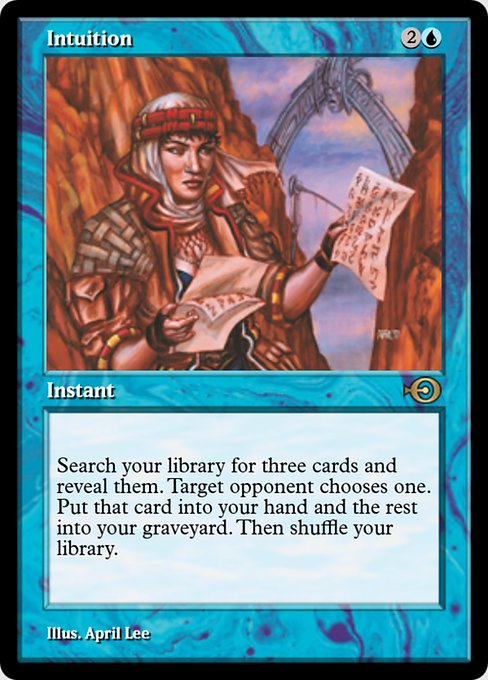 Intuition 2
Instant
Search your library for three cards and
reveal them. Target opponent chooses one.
Put that card into your hand and the rest
into your graveyard. Then shuffle your
library.
Illus. April Lee